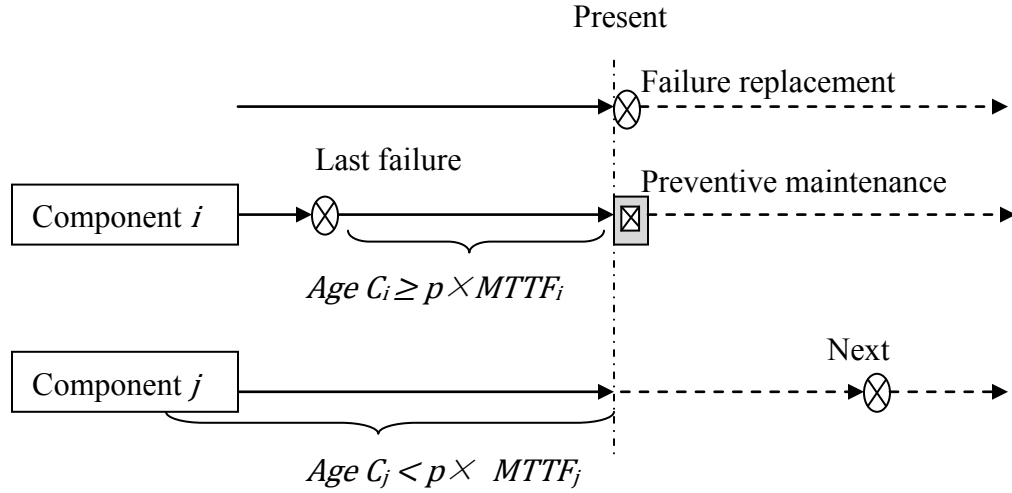 Present
Failure replacement
Last failure
Preventive maintenance
Component i
Age Cᵢ ≥ p × MTTFᵢ
Next
Component j
Age Cⱼ < p × MTTFⱼ